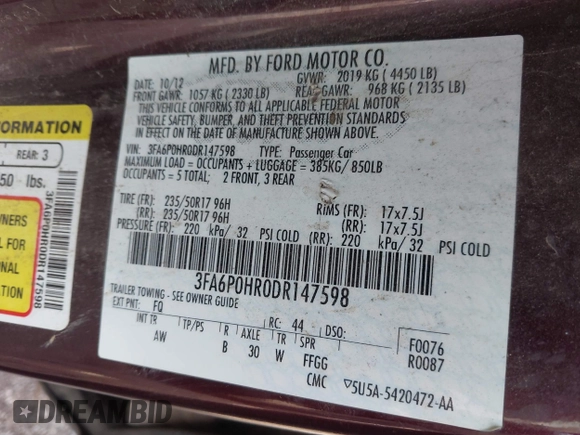 FORMATION
REAR: 3
50 lbs.
WNERS
L FOR
ONAL
ON
3FA6P0HR0DR147598
MFD. BY FORD MOTOR CO.
DATE: 10/12 GVWR: 2019 KG ( 4450 LB)
FRONT GAWR: 1057 KG ( 2330 LB) REAR GAWR: 968 KG ( 2135 LB)
THIS VEHICLE CONFORMS TO ALL APPLICABLE FEDERAL MOTOR
VEHICLE SAFETY, BUMPER, AND THEFT PREVENTION STANDARDS
IN EFFECT ON THE DATE OF MANUFACTURE SHOWN ABOVE.
VIN: 3FA6P0HR0DR147598 TYPE: Passenger Car
MAXIMUM LOAD = OCCUPANTS + LUGGAGE = 385KG/ 850LB
OCCUPANTS = 5 TOTAL; 2 FRONT, 3 REAR
TIRE (FR): 235/50R17 96H RIMS (FR): 17x7.5J
(RR): 235/50R17 96H (RR): 17x7.5J
PRESSURE (FR): 220 kPa/ 32 PSI COLD (RR): 220 kPa/ 32 PSI COLD
3FA6P0HR0DR147598
TRAILER TOWING - SEE OWNER GUIDE
EXT PNT: FQ RC: 44 DSO: F0076
INT TR TP/PS R AXLE TR SPR R0087
AW B 30 W FFGG
CMC ▽5U5A-5420472-AA
DREAMBID